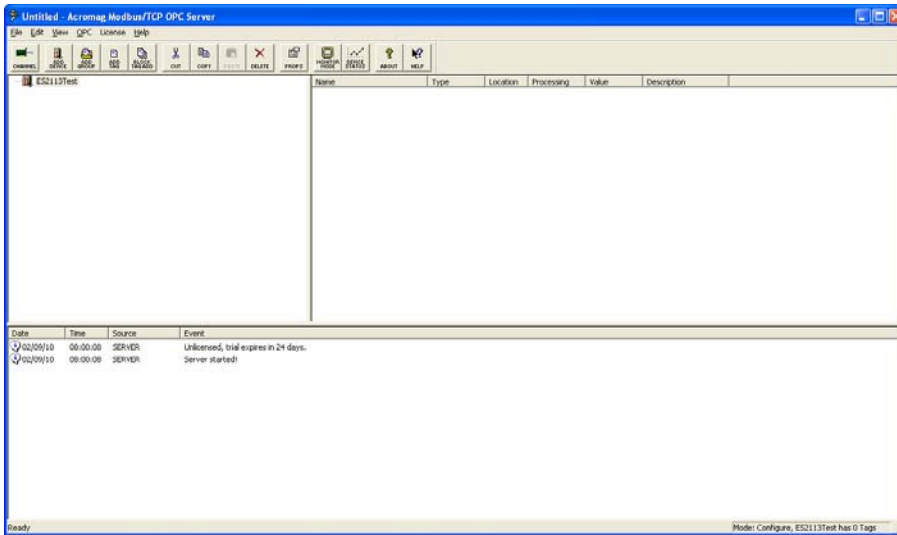 Untitled - Acromag Modbus/TCP OPC Server
File Edit View OPC License Help
CHANNEL ADD DEVICE ADD GROUP ADD TAG BLOCK TAG ADD CUT COPY PASTE DELETE PROPS MONITOR MODE DEVICE STATUS ABOUT HELP
ES2113Test
Name Type Location Processing Value Description
Date Time Source Event
02/09/10 08:00:08 SERVER Unlicensed, trial expires in 24 days.
02/09/10 08:00:08 SERVER Server started!
Ready
Mode: Configure, ES2113Test has 0 Tags